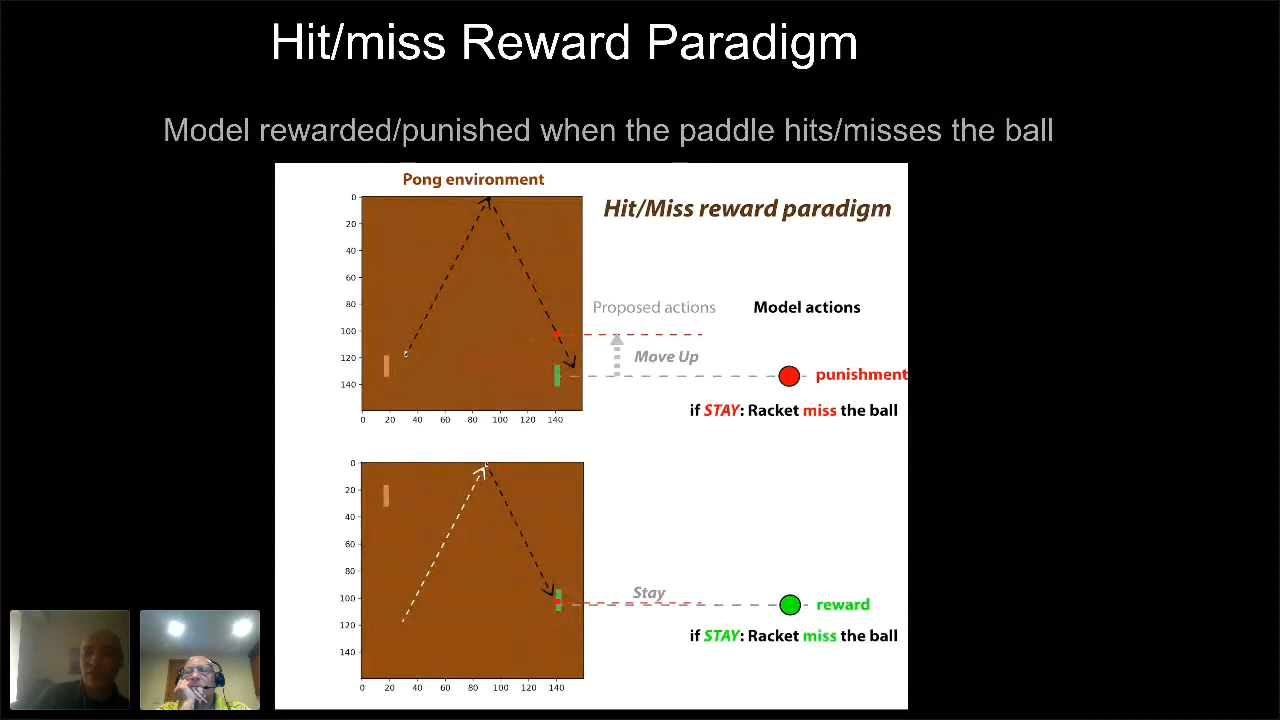 Hit/miss Reward Paradigm
Model rewarded/punished when the paddle hits/misses the ball
Pong environment
Hit/Miss reward paradigm
0
20
40
60
80
100
120
140
0 20 40 60 80 100 120 140
Proposed actions Model actions
Move Up
punishment
if STAY: Racket miss the ball
0
20
40
60
80
100
120
140
0 20 40 60 80 100 120 140
Stay
reward
if STAY: Racket miss the ball